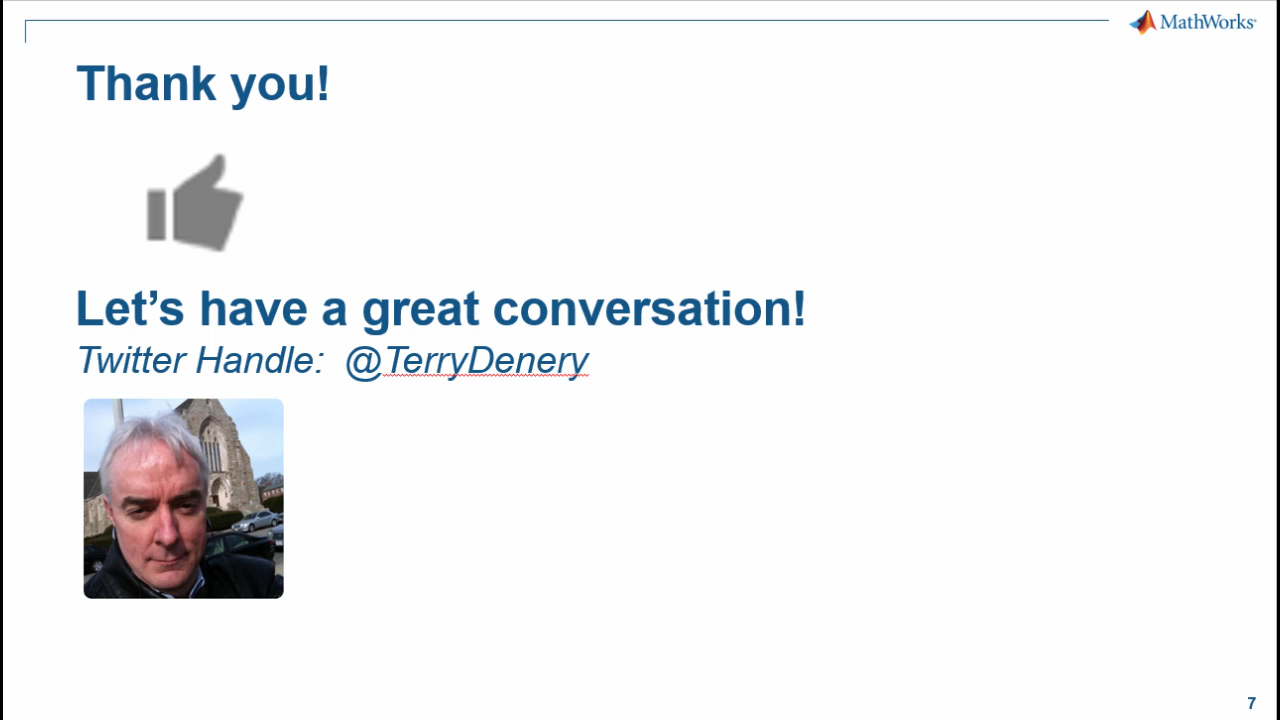 MathWorks®
Thank you!
Let’s have a great conversation!
Twitter Handle: @TerryDenery
7